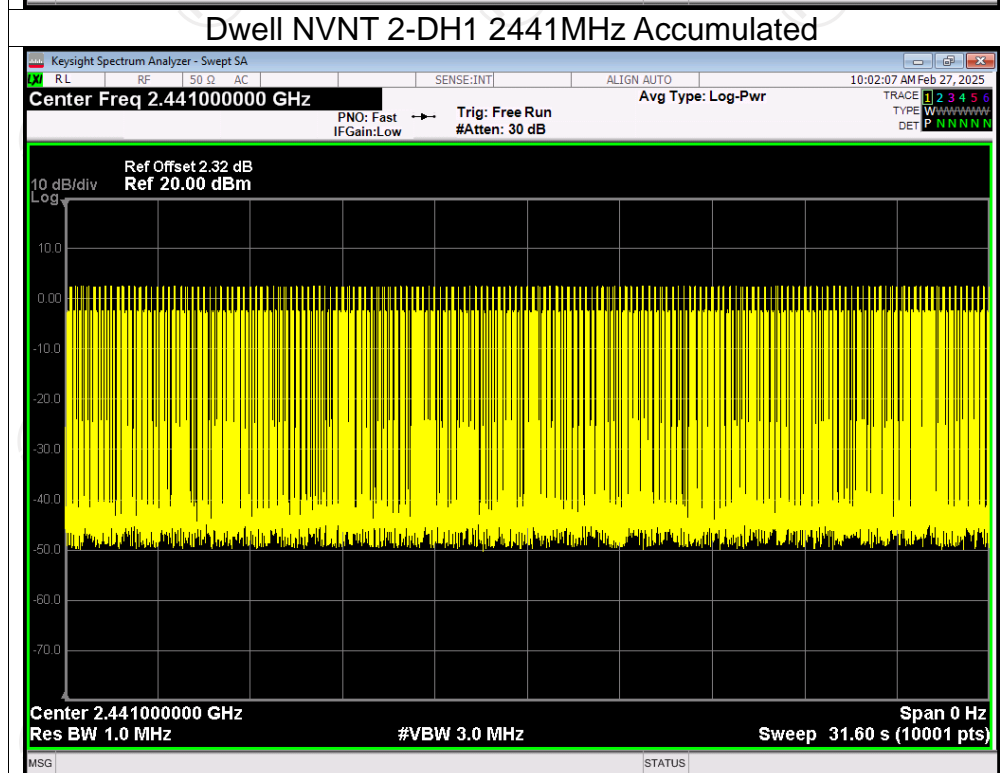 Dwell NVNT 2-DH1 2441MHz Accumulated
Keysight Spectrum Analyzer - Swept SA
LXI RL RF 50 Ω AC SENSE:INT ALIGN AUTO 10:02:07 AM Feb 27, 2025
Center Freq 2.441000000 GHz Avg Type: Log-Pwr TRACE 1 2 3 4 5 6
PNO: Fast Trig: Free Run TYPE WWWWWW
IFGain:Low #Atten: 30 dB DET P N N N N N
Ref Offset 2.32 dB
10 dB/div Ref 20.00 dBm
Log
10.0
0.00
-10.0
-20.0
-30.0
-40.0
-50.0
-60.0
-70.0
Center 2.441000000 GHz Span 0 Hz
Res BW 1.0 MHz #VBW 3.0 MHz Sweep 31.60 s (10001 pts)
MSG STATUS